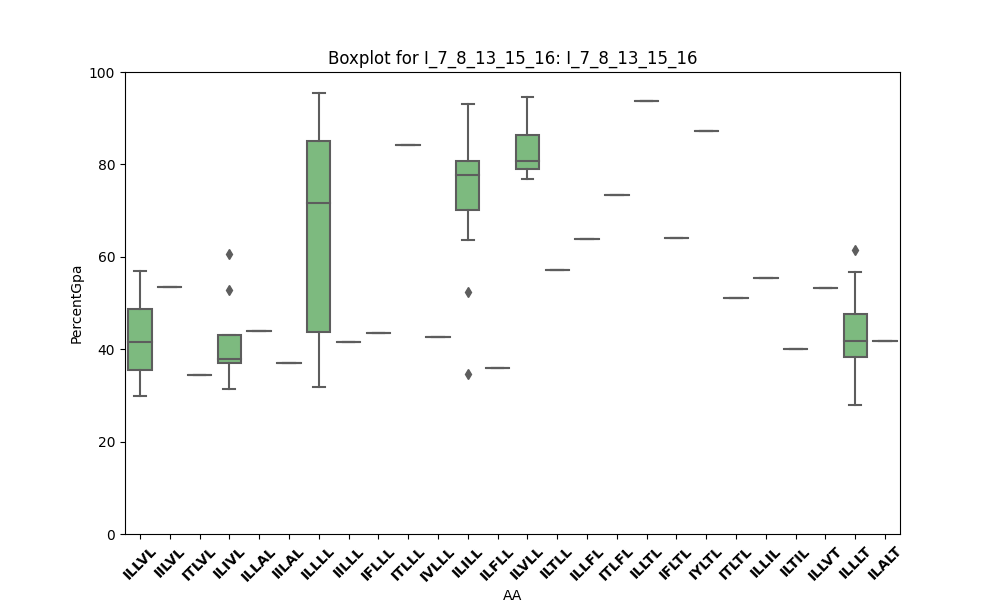 Boxplot for I_7_8_13_15_16: I_7_8_13_15_16
100
80
60
40
20
0
PercentGpa
ILLVL IILVL ITLVL ILIVL ILLAL IILAL ILLLL IILLL IFLLL ITLLL IVLLL ILILL ILFLL ILVLL ILTLL ILLFL ITLFL ILLTL IFLTL IYLTL ITLTL ILLIL ILTIL ILLVT ILLLT ILALT
AA